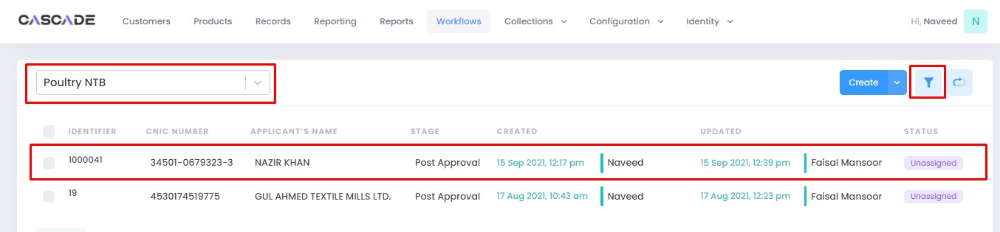 CASCADE Customers Products Records Reporting Reports Workflows Collections Configuration Identity Hi, Naveed N
Poultry NTB Create
IDENTIFIER CNIC NUMBER APPLICANT'S NAME STAGE CREATED UPDATED STATUS
1000041 34501-0679323-3 NAZIR KHAN Post Approval 15 Sep 2021, 12:17 pm Naveed 15 Sep 2021, 12:39 pm Faisal Mansoor Unassigned
19 4530174519775 GUL AHMED TEXTILE MILLS LTD. Post Approval 17 Aug 2021, 10:43 am Naveed 17 Aug 2021, 12:23 pm Faisal Mansoor Unassigned